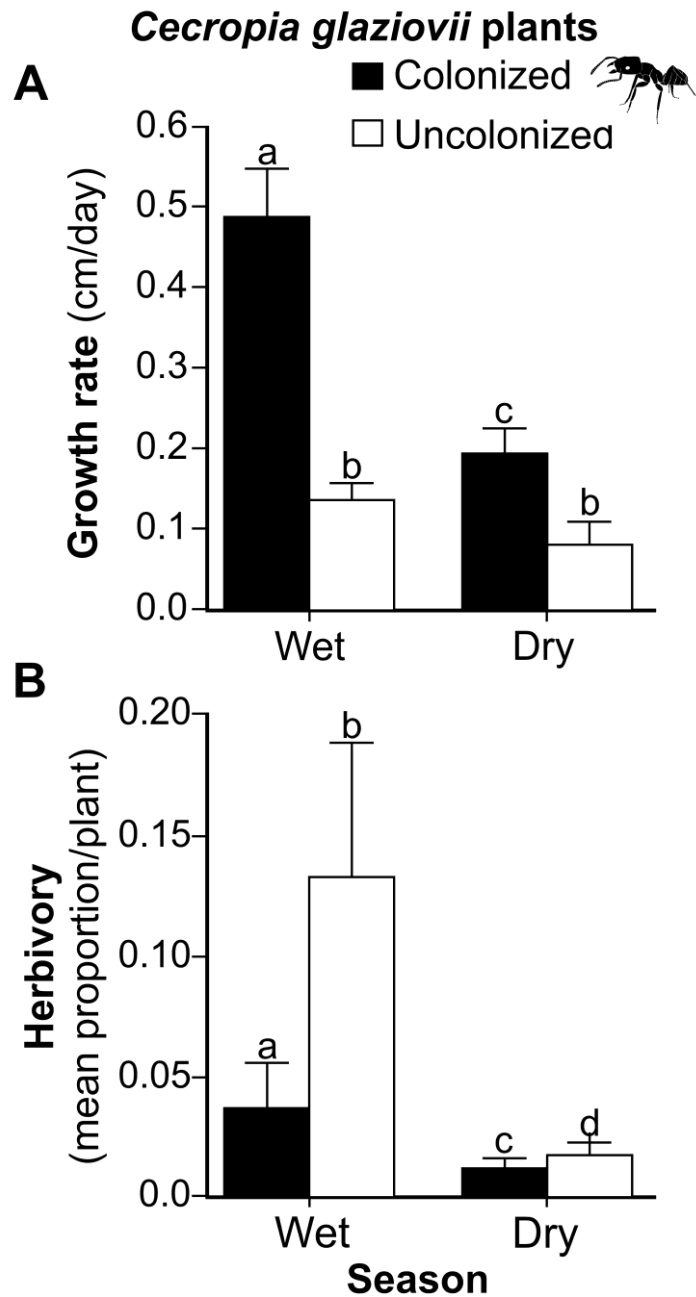 Cecropia glaziovii plants
A
Colonized
Uncolonized
Growth rate (cm/day)
0.6
0.5
0.4
0.3
0.2
0.1
0.0
a
b
c
b
Wet Dry
B
Herbivory
(mean proportion/plant)
0.20
0.15
0.10
0.05
0.0
a
b
c
d
Wet Dry
Season